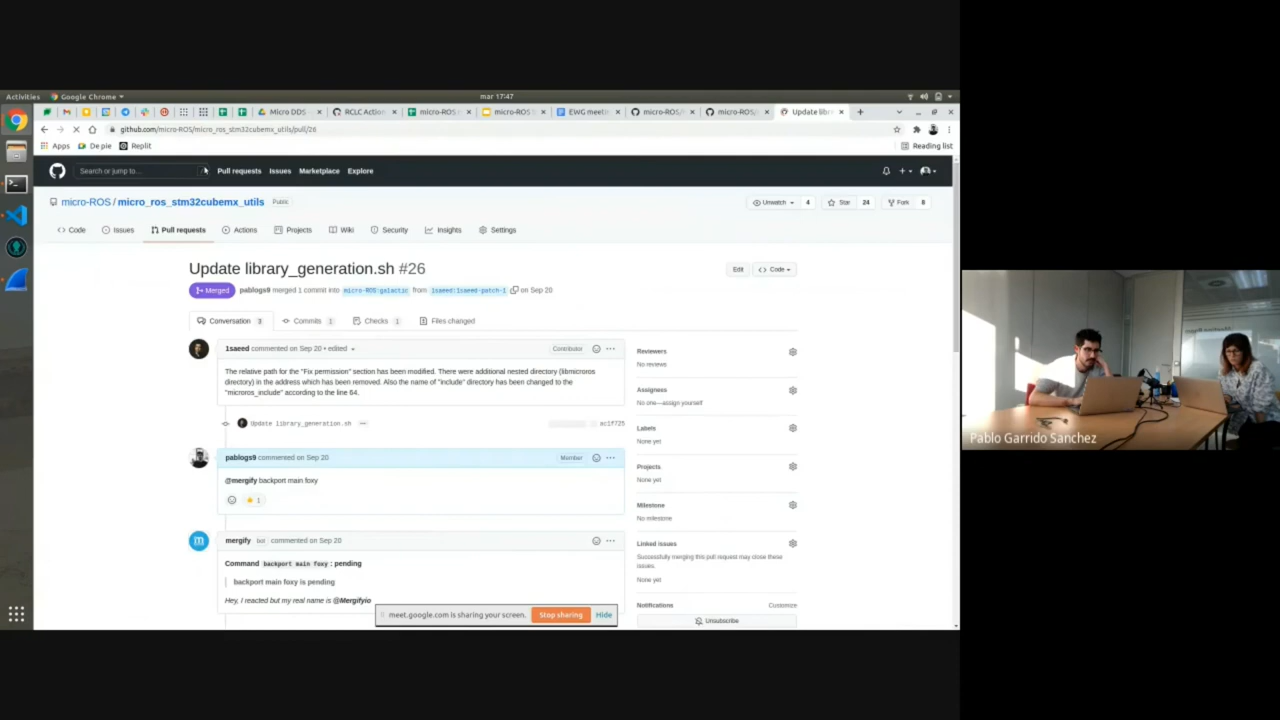 Activities Google Chrome mar 17:47
Micro DDS RCLC Action micro-ROS micro-ROS EWG meeti micro-ROS/ micro-ROS/ Update libr
github.com/micro-ROS/micro_ros_stm32cubemx_utils/pull/26
Apps De pie Replit Reading list
Search or jump to... / Pull requests Issues Marketplace Explore
micro-ROS / micro_ros_stm32cubemx_utils Public Unwatch 4 Star 24 Fork 8
Code Issues Pull requests Actions Projects Wiki Security Insights Settings
Update library_generation.sh #26 Edit Code
Merged pablogs9 merged 1 commit into micro-ROS:galactic from 1saeed:1saeed-patch-1 on Sep 20
Conversation 3 Commits 1 Checks 1 Files changed
1saeed commented on Sep 20 • edited Contributor
The relative path for the "Fix permission" section has been modified. There were additional nested directory (libmicroros
directory) in the address which has been removed. Also the name of "include" directory has been changed to the
"microros_include" according to the line 64.
Update library_generation.sh ac1f725
pablogs9 commented on Sep 20 Member
@mergify backport main foxy
1
mergify bot commented on Sep 20
Command backport main foxy : pending
backport main foxy is pending
Hey, I reacted but my real name is @Mergifyio
Reviewers
No reviews
Assignees
No one—assign yourself
Labels
None yet
Projects
None yet
Milestone
No milestone
Linked issues
Successfully merging this pull request may close these
issues.
None yet
Notifications Customize
Unsubscribe
meet.google.com is sharing your screen. Stop sharing Hide
Pablo Garrido Sanchez